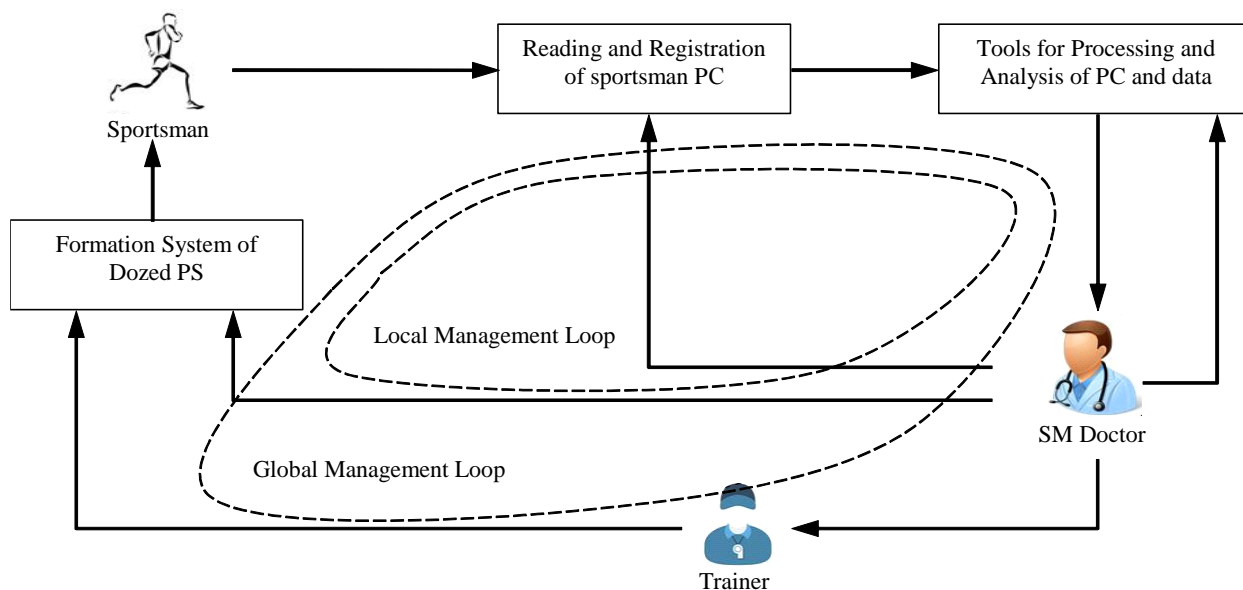 Reading and Registration
of sportsman PC
Tools for Processing and
Analysis of PC and data
Sportsman
Formation System of
Dozed PS
Local Management Loop
SM Doctor
Global Management Loop
Trainer